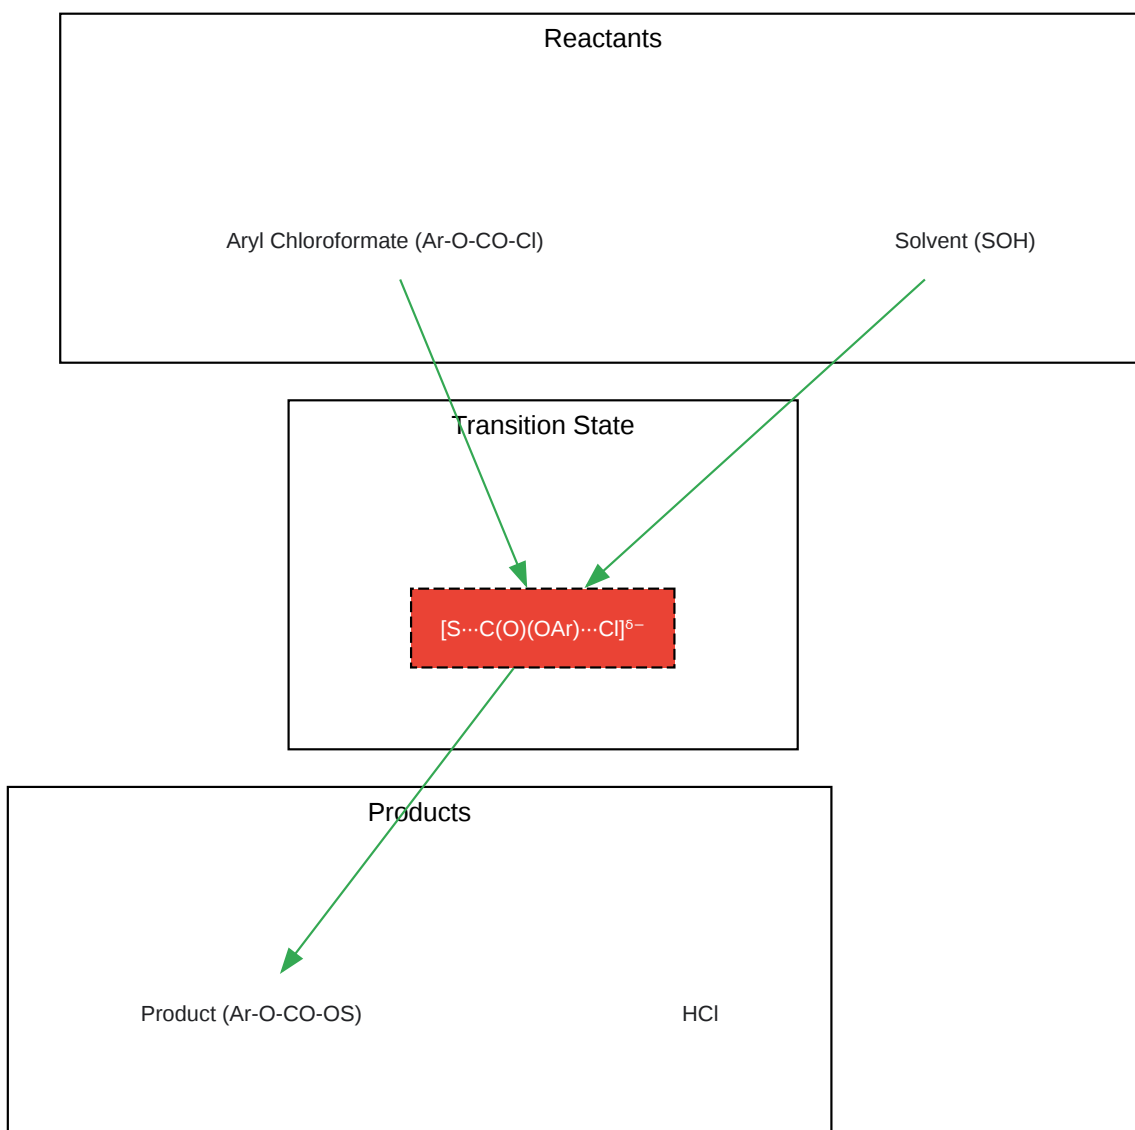 Reactants
Aryl Chloroformate (Ar-O-CO-Cl)
Solvent (SOH)
Transition State
[S···C(O)(OAr)···Cl]ᵟ⁻
Products
Product (Ar-O-CO-OS)
HCl